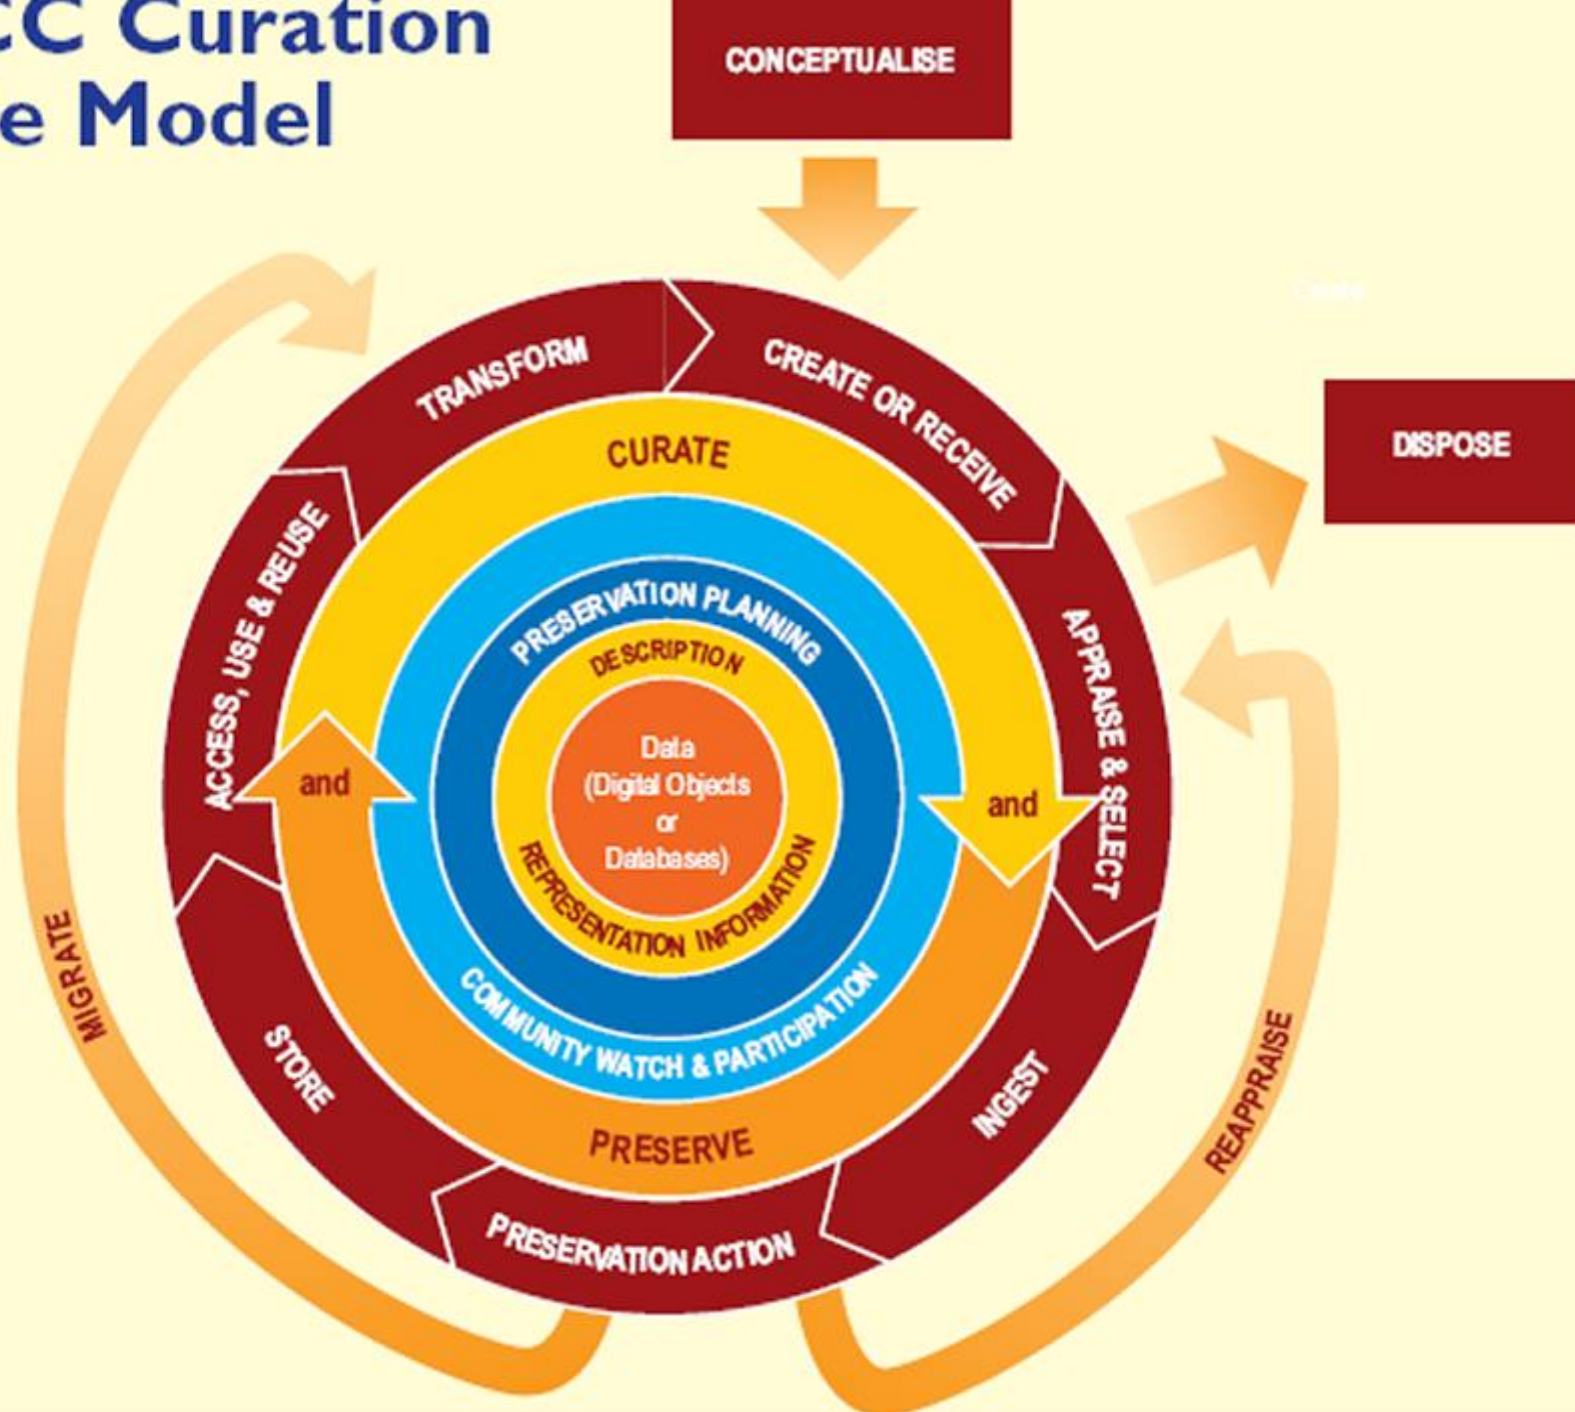 CC Curation
e Model
CONCEPTUALISE
DISPOSE
TRANSFORM
CREATE OR RECEIVE
APPRAISE & SELECT
INGEST
PRESERVATION ACTION
STORE
ACCESS, USE & REUSE
CURATE
and
PRESERVE
and
COMMUNITY WATCH & PARTICIPATION
PRESERVATION PLANNING
DESCRIPTION
REPRESENTATION INFORMATION
Data
(Digital Objects
or
Databases)
MIGRATE
REAPPRAISE